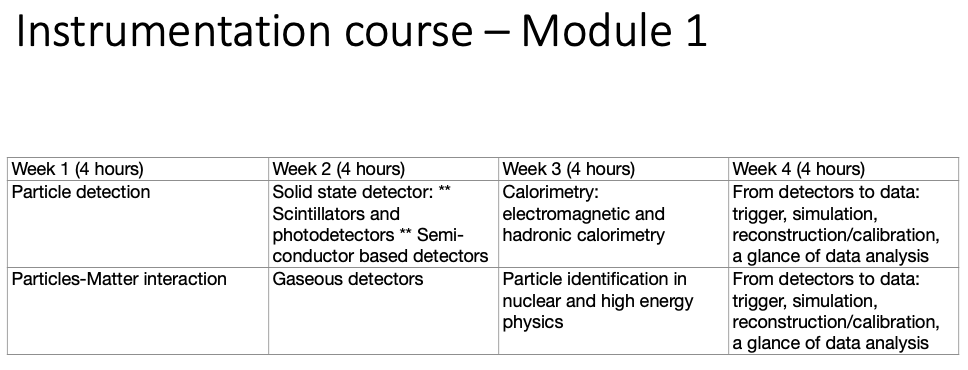 Instrumentation course – Module 1
Week 1 (4 hours)
Week 2 (4 hours)
Week 3 (4 hours)
Week 4 (4 hours)
Particle detection
Solid state detector: **
Scintillators and
photodetectors ** Semi-
conductor based detectors
Calorimetry:
electromagnetic and
hadronic calorimetry
From detectors to data:
trigger, simulation,
reconstruction/calibration,
a glance of data analysis
Particles-Matter interaction
Gaseous detectors
Particle identification in
nuclear and high energy
physics
From detectors to data:
trigger, simulation,
reconstruction/calibration,
a glance of data analysis